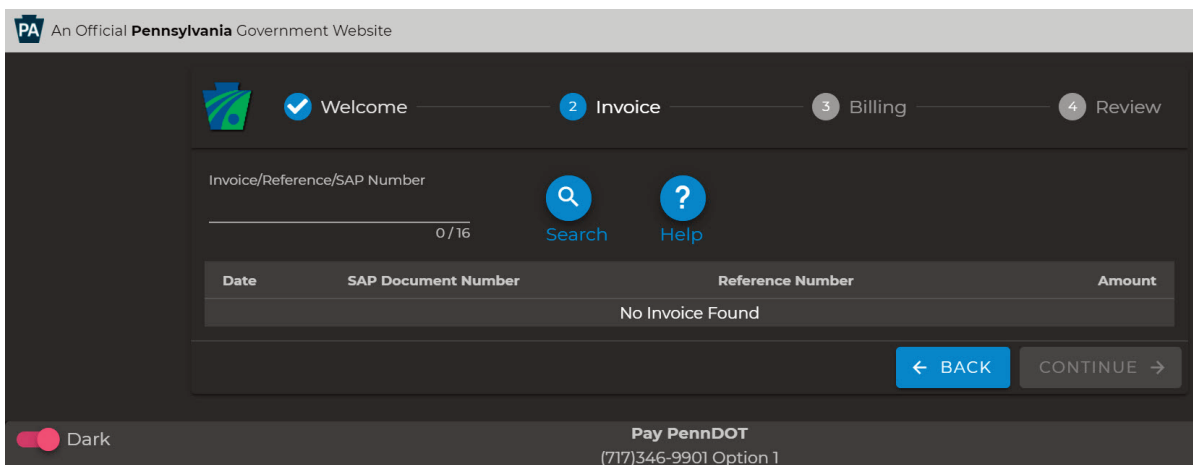 PA An Official Pennsylvania Government Website
Welcome 2 Invoice 3 Billing 4 Review
Invoice/Reference/SAP Number
0 / 16
? 
Search Help
Date SAP Document Number Reference Number Amount
No Invoice Found
← BACK CONTINUE →
Dark
Pay PennDOT
(717)346-9901 Option 1